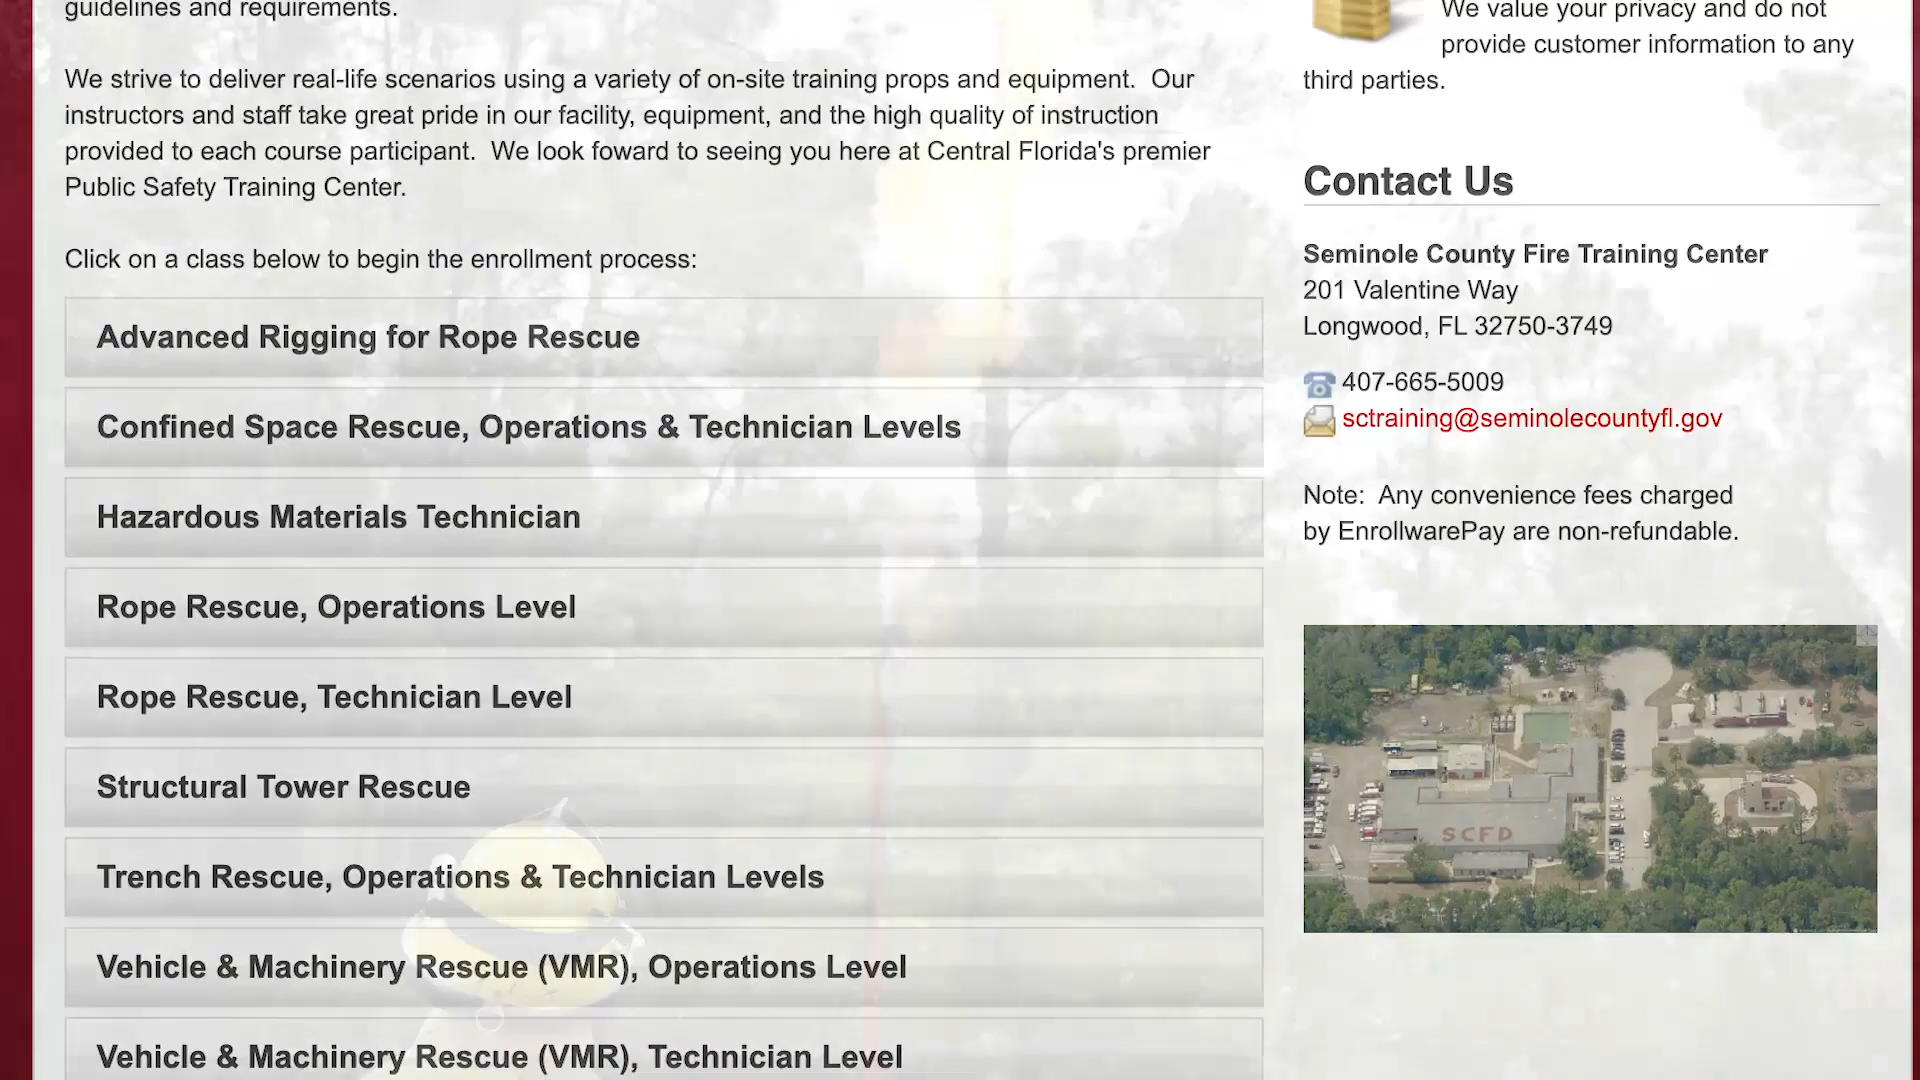 guidelines and requirements.
We strive to deliver real-life scenarios using a variety of on-site training props and equipment.  Our
instructors and staff take great pride in our facility, equipment, and the high quality of instruction
provided to each course participant.  We look foward to seeing you here at Central Florida's premier
Public Safety Training Center.
Click on a class below to begin the enrollment process:
Advanced Rigging for Rope Rescue
Confined Space Rescue, Operations & Technician Levels
Hazardous Materials Technician
Rope Rescue, Operations Level
Rope Rescue, Technician Level
Structural Tower Rescue
Trench Rescue, Operations & Technician Levels
Vehicle & Machinery Rescue (VMR), Operations Level
Vehicle & Machinery Rescue (VMR), Technician Level
We value your privacy and do not
provide customer information to any
third parties.
Contact Us
Seminole County Fire Training Center
201 Valentine Way
Longwood, FL 32750-3749
407-665-5009
sctraining@seminolecountyfl.gov
Note:  Any convenience fees charged
by EnrollwarePay are non-refundable.
SCFD